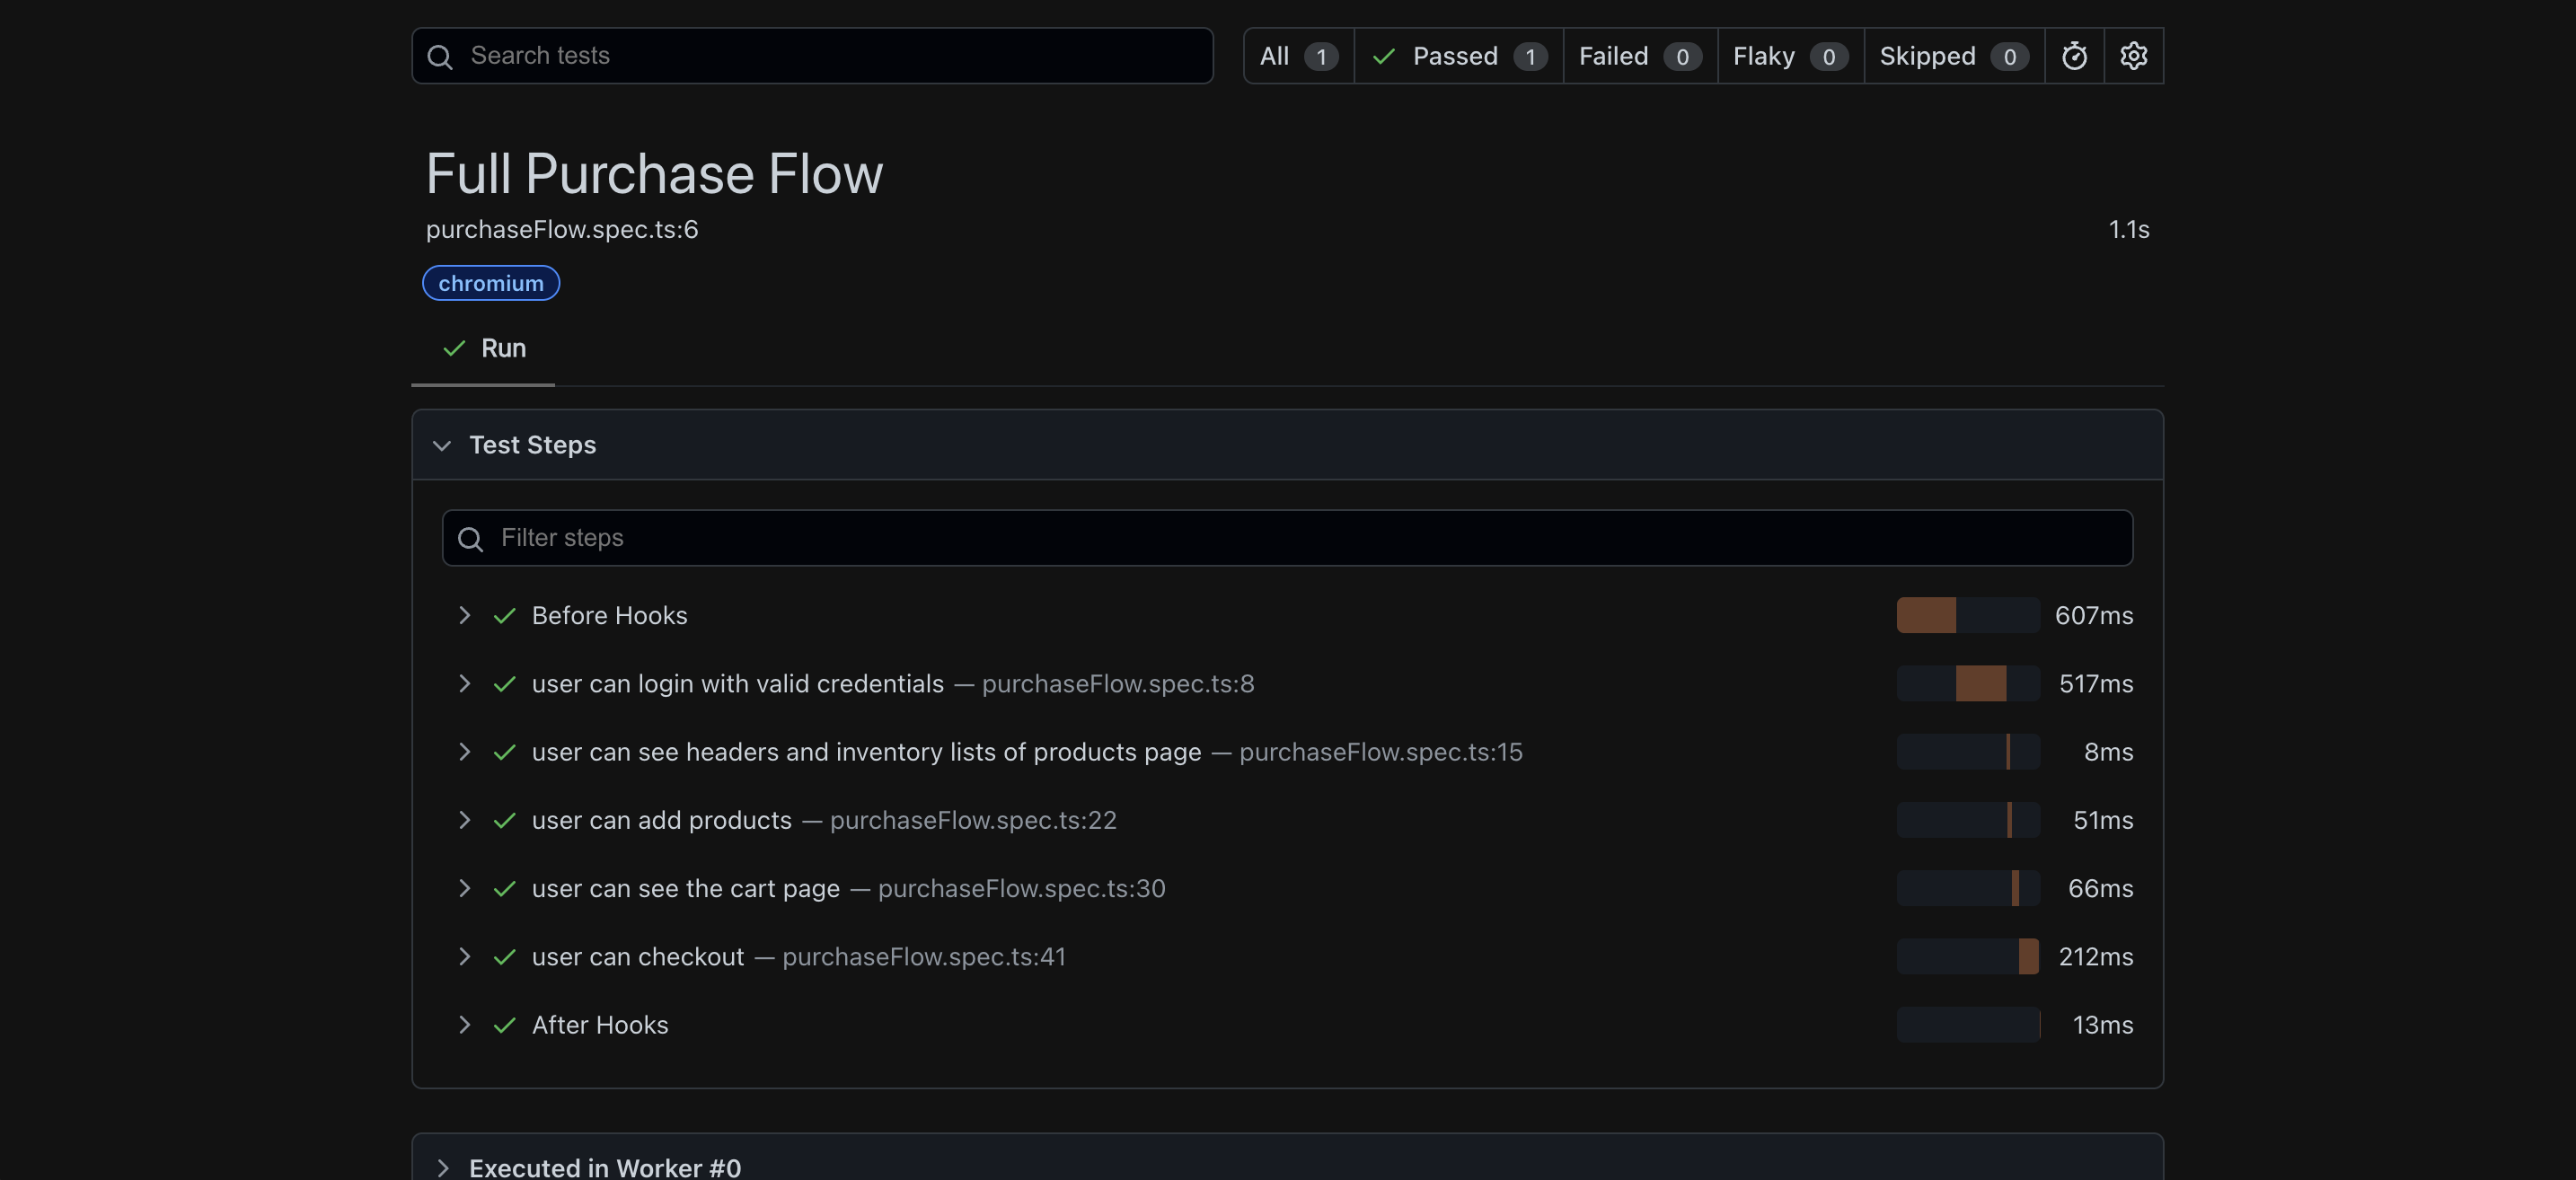 Search tests
All 1 Passed 1 Failed 0 Flaky 0 Skipped 0
Full Purchase Flow
purchaseFlow.spec.ts:6 1.1s
chromium
Run
Test Steps
Filter steps
Before Hooks 607ms
user can login with valid credentials — purchaseFlow.spec.ts:8 517ms
user can see headers and inventory lists of products page — purchaseFlow.spec.ts:15 8ms
user can add products — purchaseFlow.spec.ts:22 51ms
user can see the cart page — purchaseFlow.spec.ts:30 66ms
user can checkout — purchaseFlow.spec.ts:41 212ms
After Hooks 13ms
Executed in Worker #0